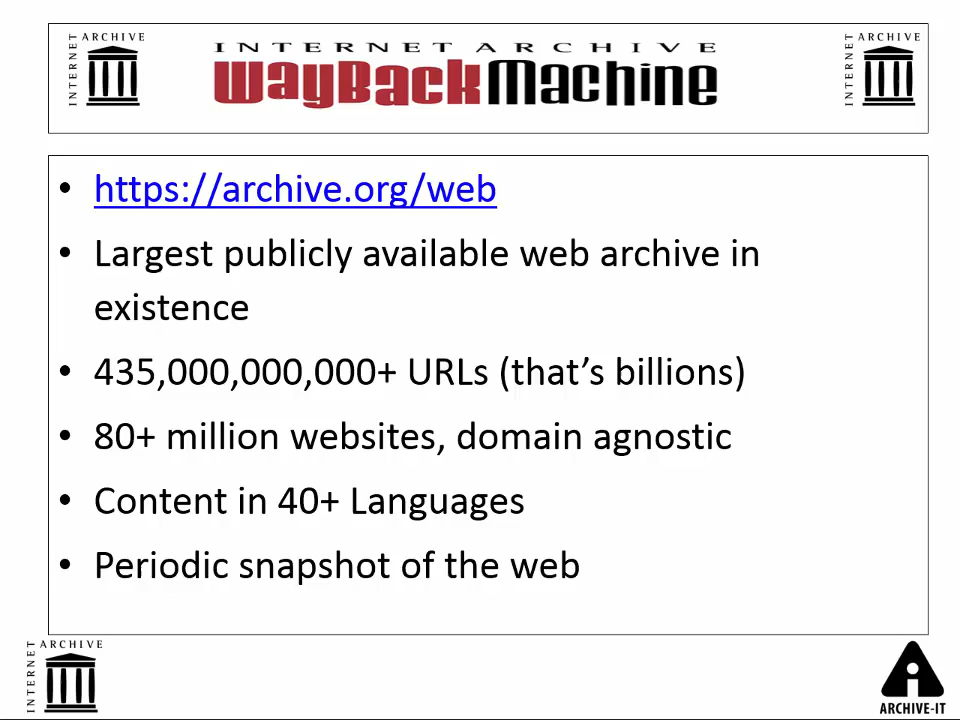 INTERNET ARCHIVE
INTERNET ARCHIVE
WayBackMachine
INTERNET ARCHIVE
• https://archive.org/web
• Largest publicly available web archive in
existence
• 435,000,000,000+ URLs (that’s billions)
• 80+ million websites, domain agnostic
• Content in 40+ Languages
• Periodic snapshot of the web
INTERNET ARCHIVE
ARCHIVE-IT